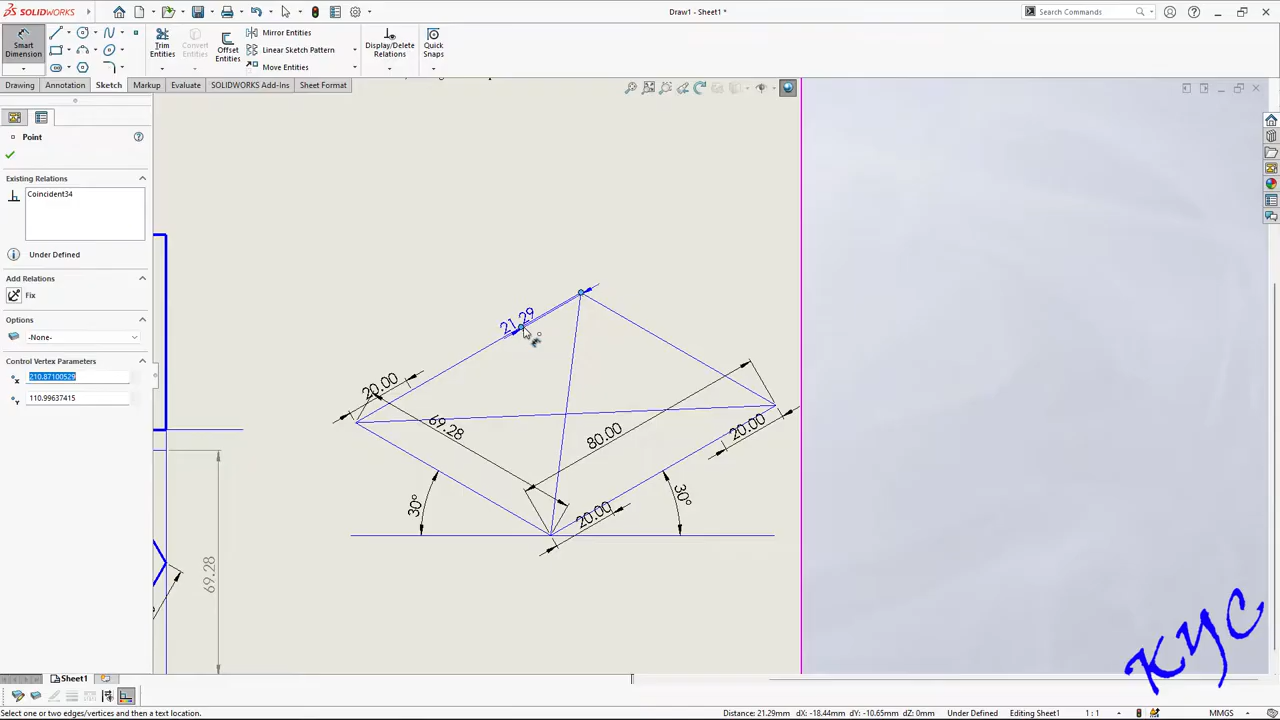 SOLIDWORKS
Draw1 - Sheet1 *
Search Commands
Smart Dimension
Trim Entities
Convert Entities
Offset Entities
Mirror Entities
Linear Sketch Pattern
Move Entities
Display/Delete Relations
Quick Snaps
Drawing
Annotation
Sketch
Markup
Evaluate
SOLIDWORKS Add-Ins
Sheet Format
Point
Existing Relations
Coincident34
Under Defined
Add Relations
Fix
Options
-None-
Control Vertex Parameters
210.87100529
110.99637415
21.29
20.00
69.28
80.00
20.00
30°
30°
20.00
69.28
KYC
Sheet1
Select one or two edges/vertices and then a text location.
Distance: 21.29mm dX: -18.44mm dY: -10.65mm dZ: 0mm
Under Defined
Editing Sheet1
1 : 1
MMGS